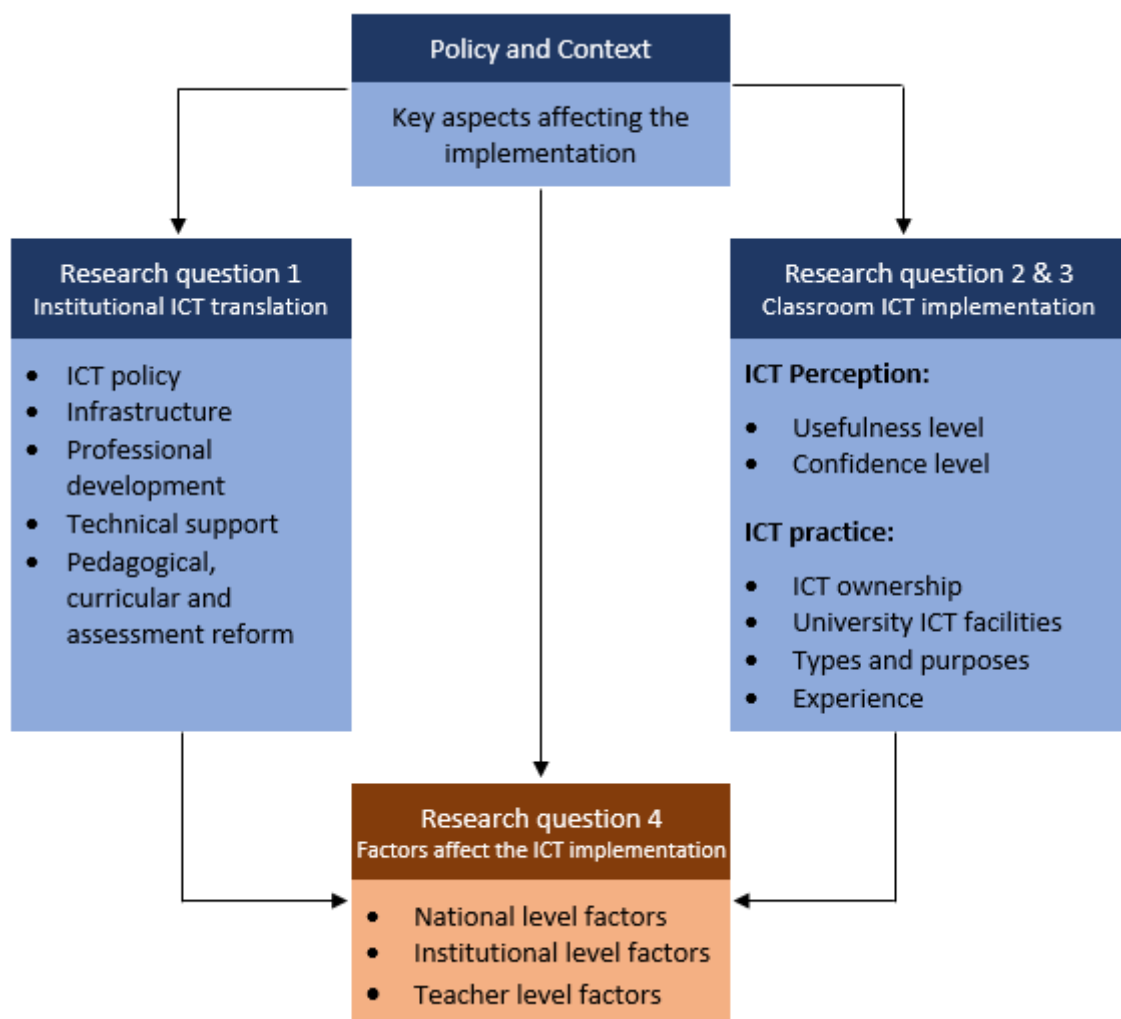 Policy and Context
Key aspects affecting the
implementation
Research question 1
Institutional ICT translation
• ICT policy
• Infrastructure
• Professional
development
• Technical support
• Pedagogical,
curricular and
assessment reform
Research question 2 & 3
Classroom ICT implementation
ICT Perception:
• Usefulness level
• Confidence level
ICT practice:
• ICT ownership
• University ICT facilities
• Types and purposes
• Experience
Research question 4
Factors affect the ICT implementation
• National level factors
• Institutional level factors
• Teacher level factors